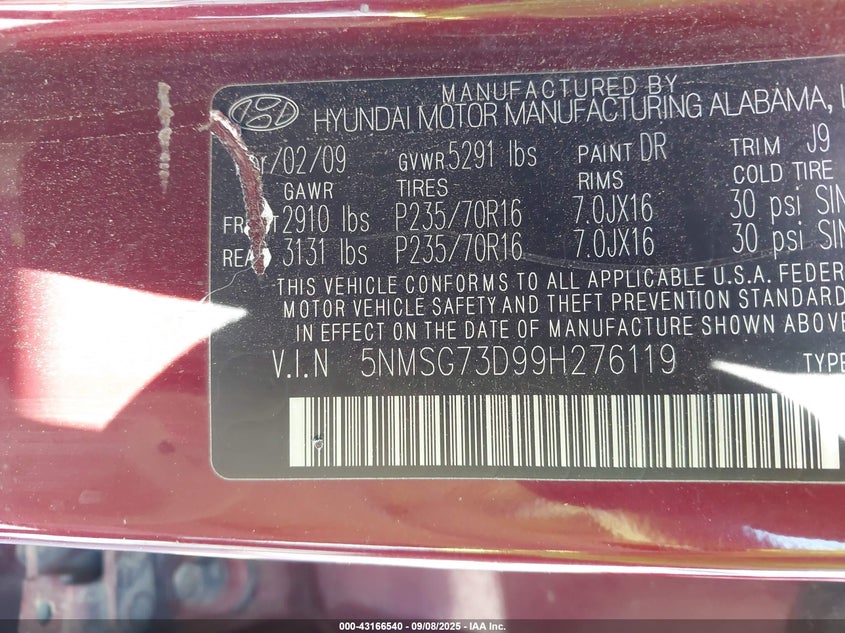 MANUFACTURED BY
HYUNDAI MOTOR MANUFACTURING ALABAMA,
/02/09 GVWR 5291 lbs PAINT DR TRIM J9
GAWR TIRES RIMS COLD TIRE
2910 lbs P235/70R16 7.0JX16 30 psi SIN
3131 lbs P235/70R16 7.0JX16 30 psi SIN
THIS VEHICLE CONFORMS TO ALL APPLICABLE U.S.A. FEDER
MOTOR VEHICLE SAFETY AND THEFT PREVENTION STANDARD
IN EFFECT ON THE DATE OF MANUFACTURE SHOWN ABOVE
V.I.N 5NMSG73D99H276119 TYPE
000-43166540 - 09/08/2025 - IAA Inc.